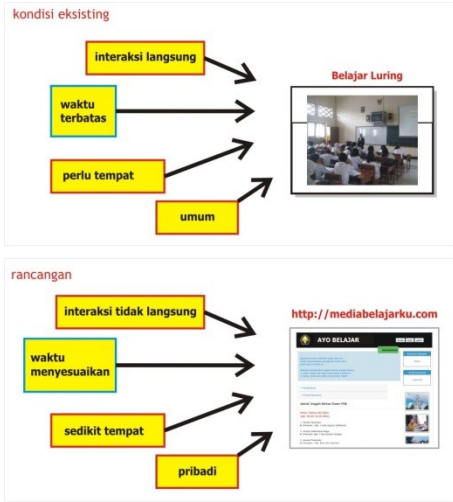 kondisi eksisting
interaksi langsung
Belajar Luring
waktu
terbatas
perlu tempat
umum
rancangan
interaksi tidak langsung
http://mediabelajarku.com
AYO BELAJAR
waktu
menyesuaikan
sedikit tempat
pribadi